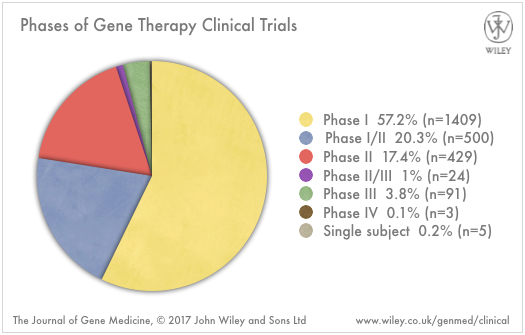 Phases of Gene Therapy Clinical Trials
WILEY
Phase I 57.2% (n=1409)
Phase I/II 20.3% (n=500)
Phase II 17.4% (n=429)
Phase II/III 1% (n=24)
Phase III 3.8% (n=91)
Phase IV 0.1% (n=3)
Single subject 0.2% (n=5)
The Journal of Gene Medicine, © 2017 John Wiley and Sons Ltd
www.wiley.co.uk/genmed/clinical